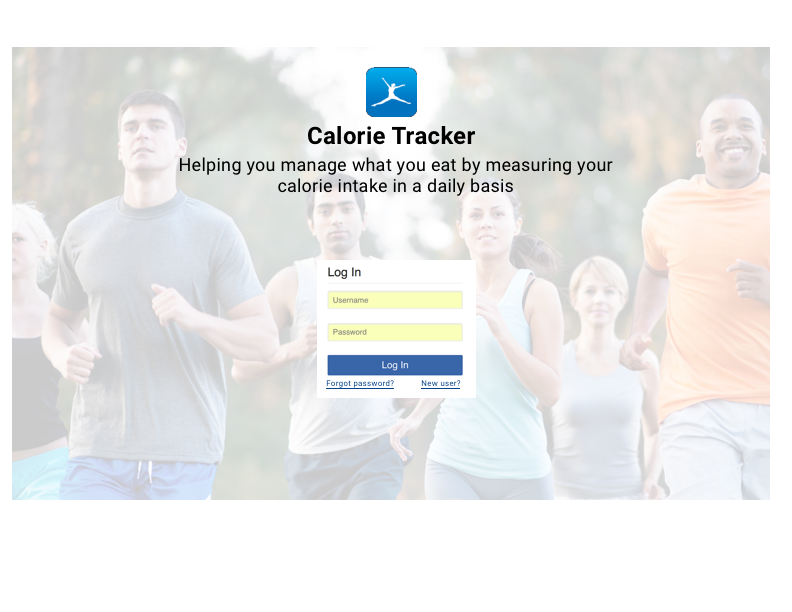 Calorie Tracker
Helping you manage what you eat by measuring your
calorie intake in a daily basis
Log In
Username
Password
Log In
Forgot password? New user?